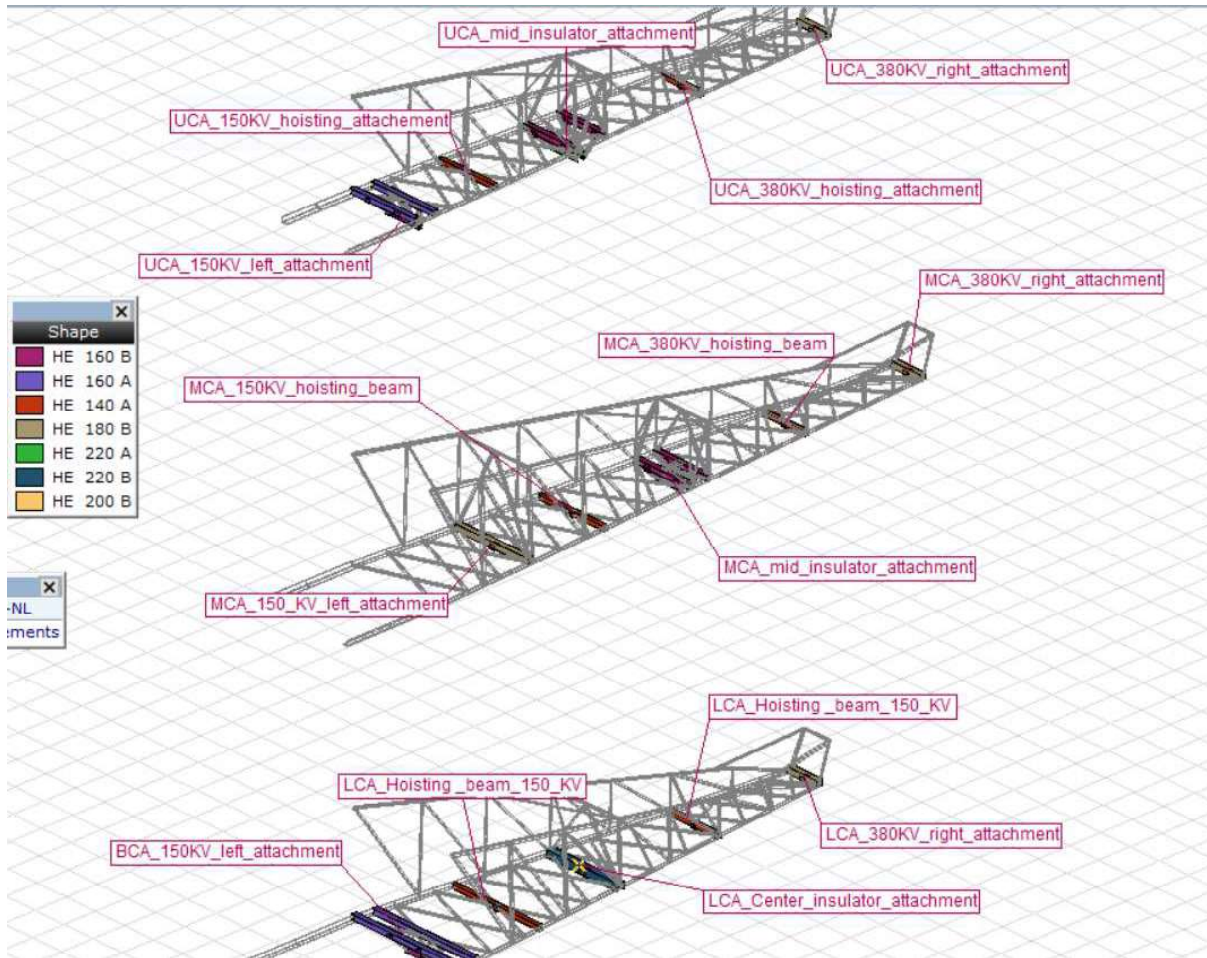 UCA_mid_insulator_attachment
UCA_380KV_right_attachment
UCA_150KV_hoisting_attachement
UCA_380KV_hoisting_attachment
UCA_150KV_left_attachment
MCA_380KV_right_attachment
Shape
HE 160 B
HE 160 A
HE 140 A
HE 180 B
HE 220 A
HE 220 B
HE 200 B
MCA_380KV_hoisting_beam
MCA_150KV_hoisting_beam
MCA_mid_insulator_attachment
MCA_150_KV_left_attachment
-NL
ements
LCA_Hoisting _beam_150_KV
LCA_Hoisting _beam_150_KV
LCA_380KV_right_attachment
BCA_150KV_left_attachment
LCA_Center_insulator_attachment